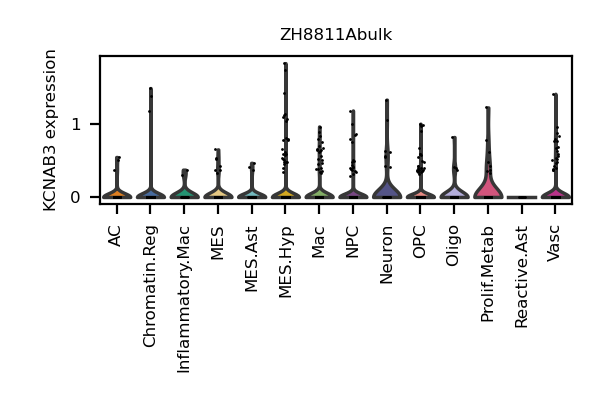 ZH8811Abulk
KCNAB3 expression
1
0
AC
Chromatin.Reg
Inflammatory.Mac
MES
MES.Ast
MES.Hyp
Mac
NPC
Neuron
OPC
Oligo
Prolif.Metab
Reactive.Ast
Vasc